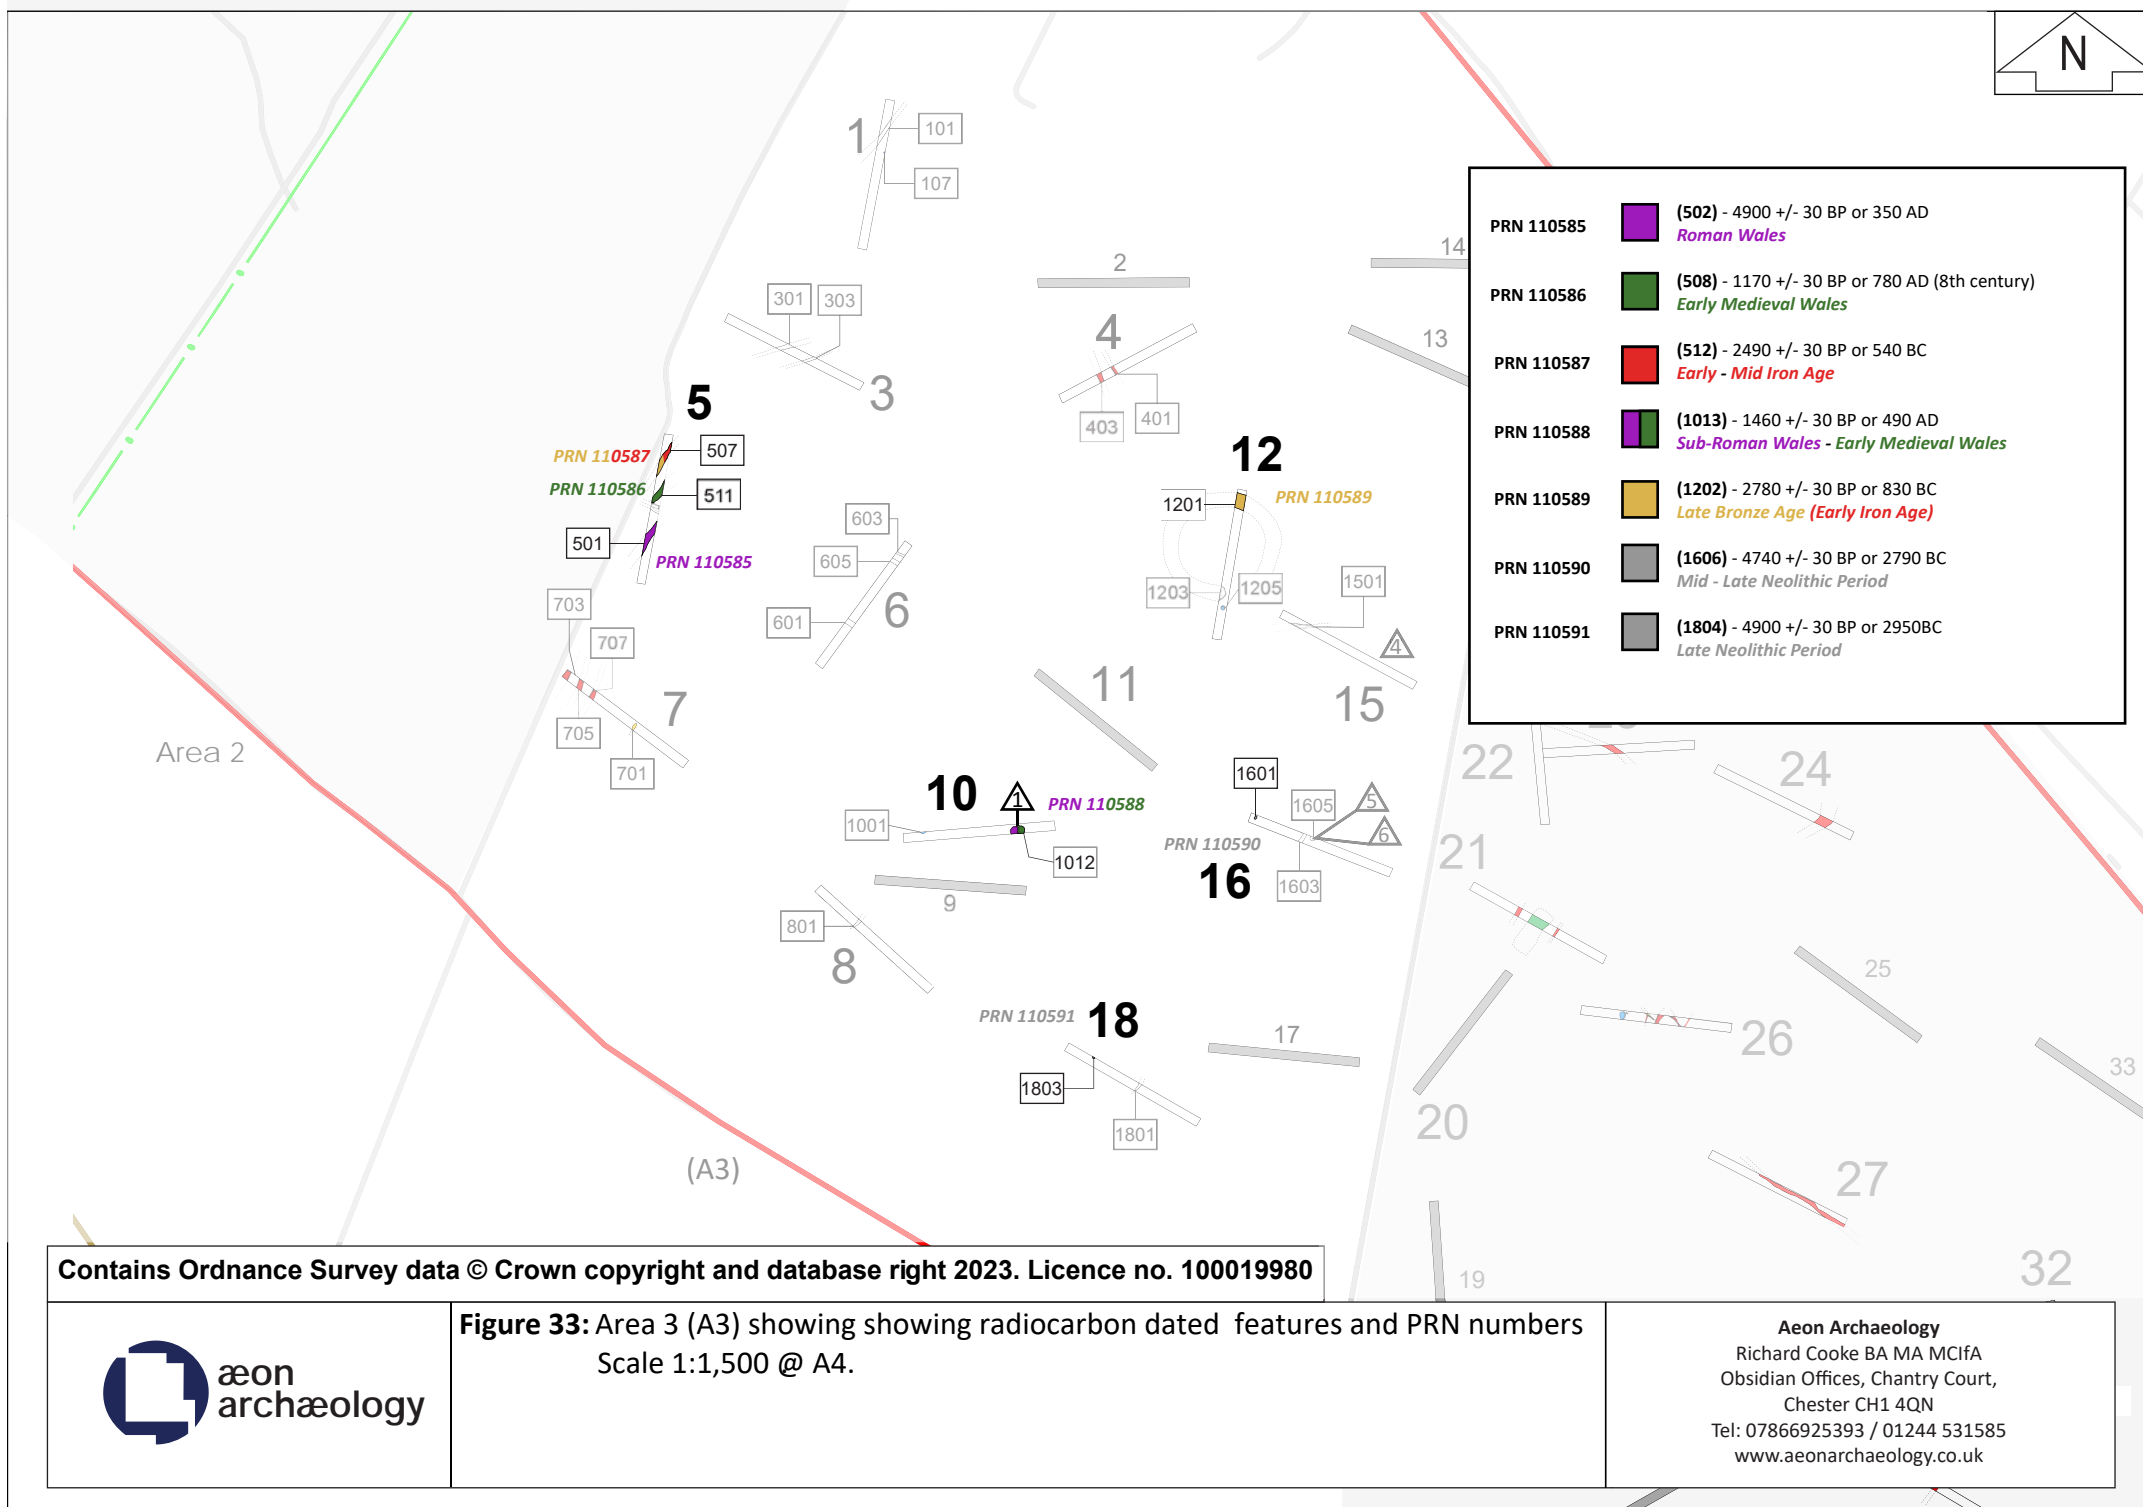 N
1
101
107
2
14
301
303
4
13
3
403
401
5
PRN 110587
507
PRN 110586
511
501
PRN 110585
12
1201
PRN 110589
603
605
601
6
1203
1205
1501
4
15
703
707
705
701
7
11
Area 2
10
1
PRN 110588
1001
1012
9
801
8
1601
1605
5
6
PRN 110590
16
1603
22
24
21
25
26
33
PRN 110591
18
17
1803
1801
20
27
(A3)
19
32
PRN 110585
(502) - 4900 +/- 30 BP or 350 AD
Roman Wales
PRN 110586
(508) - 1170 +/- 30 BP or 780 AD (8th century)
Early Medieval Wales
PRN 110587
(512) - 2490 +/- 30 BP or 540 BC
Early - Mid Iron Age
PRN 110588
(1013) - 1460 +/- 30 BP or 490 AD
Sub-Roman Wales - Early Medieval Wales
PRN 110589
(1202) - 2780 +/- 30 BP or 830 BC
Late Bronze Age (Early Iron Age)
PRN 110590
(1606) - 4740 +/- 30 BP or 2790 BC
Mid - Late Neolithic Period
PRN 110591
(1804) - 4900 +/- 30 BP or 2950BC
Late Neolithic Period
Contains Ordnance Survey data © Crown copyright and database right 2023. Licence no. 100019980
æon
archæology
Figure 33: Area 3 (A3) showing showing radiocarbon dated features and PRN numbers
Scale 1:1,500 @ A4.
Aeon Archaeology
Richard Cooke BA MA MCIfA
Obsidian Offices, Chantry Court,
Chester CH1 4QN
Tel: 07866925393 / 01244 531585
www.aeonarchaeology.co.uk